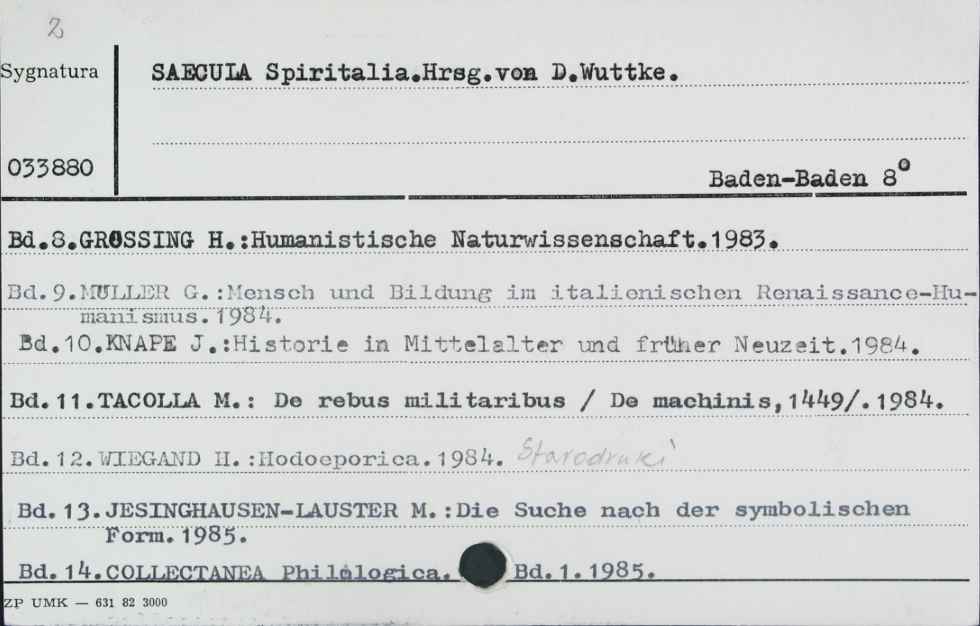 2
Sygnatura
SAECULA Spiritalia.Hrsg.von D.Wuttke.
033880
Baden-Baden 8°
Bd.8.GRÖSSING H.:Humanistische Naturwissenschaft.1983.
Bd.9.MÜLLER G.:Mensch und Bildung im italienischen Renaissance-Hu-
manismus.1984.
Bd.10.KNAPE J.:Historie in Mittelalter und früher Neuzeit.1984.
Bd.11.TACOLLA M.: De rebus militaribus / De machinis,1449/.1984.
Bd.12.WIEGAND H.:Hodoeporica.1984. Starodruki
Bd.13.JESINGHAUSEN-LAUSTER M.:Die Suche nach der symbolischen
Form.1985.
Bd.14.COLLECTANEA Philologica. Bd.1.1985.
ZP UMK — 631 82 3000